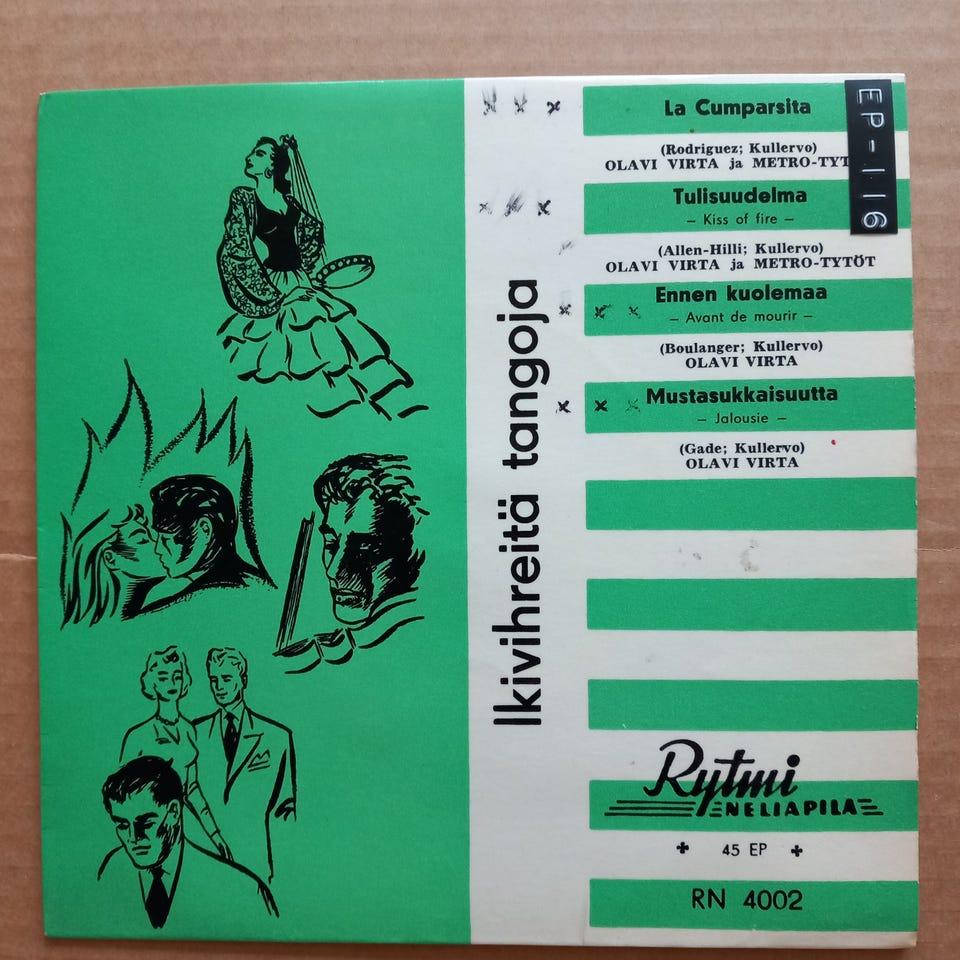 Ikivihreitä tangoja
La Cumparsita
(Rodriguez; Kullervo)
OLAVI VIRTA ja METRO-TYT
Tulisuudelma
– Kiss of fire –
(Allen-Hilli; Kullervo)
OLAVI VIRTA ja METRO-TYTÖT
Ennen kuolemaa
– Avant de mourir –
(Boulanger; Kullervo)
OLAVI VIRTA
Mustasukkaisuutta
– Jalousie –
(Gade; Kullervo)
OLAVI VIRTA
EP-116
Rytmi
NELIAPILA
+ 45 EP +
RN 4002